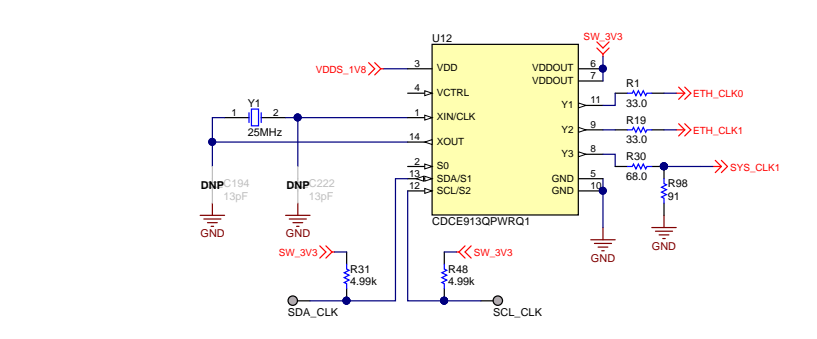 U12
SW_3V3
VDDS_1V8
3
VDD
VDDOUT
6
VDDOUT
7
4
VCTRL
R1
Y1
11
33.0
ETH_CLK0
Y1
1
2
25MHz
1
XIN/CLK
R19
Y2
9
33.0
ETH_CLK1
14
XOUT
R30
Y3
8
68.0
SYS_CLK1
2
S0
13
SDA/S1
GND
5
12
SCL/S2
GND
10
R98
91
DNP
C194
13pF
DNP
C222
13pF
GND
GND
CDCE913QPWRQ1
GND
GND
SW_3V3
SW_3V3
R31
4.99k
R48
4.99k
SDA_CLK
SCL_CLK